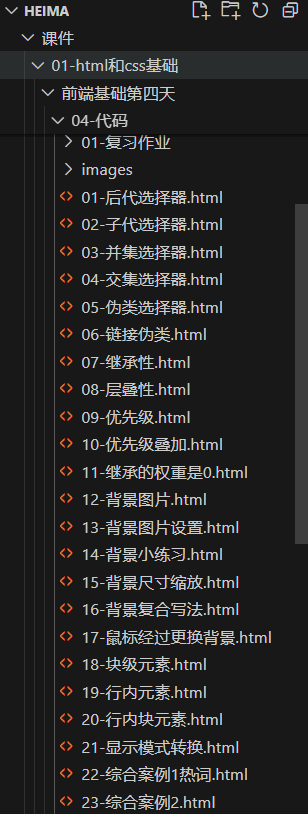 HEIMA
课件
01-html和css基础
前端基础第四天
04-代码
01-复习作业
images
01-后代选择器.html
02-子代选择器.html
03-并集选择器.html
04-交集选择器.html
05-伪类选择器.html
06-链接伪类.html
07-继承性.html
08-层叠性.html
09-优先级.html
10-优先级叠加.html
11-继承的权重是0.html
12-背景图片.html
13-背景图片设置.html
14-背景小练习.html
15-背景尺寸缩放.html
16-背景复合写法.html
17-鼠标经过更换背景.html
18-块级元素.html
19-行内元素.html
20-行内块元素.html
21-显示模式转换.html
22-综合案例1热词.html
23-综合案例2.html